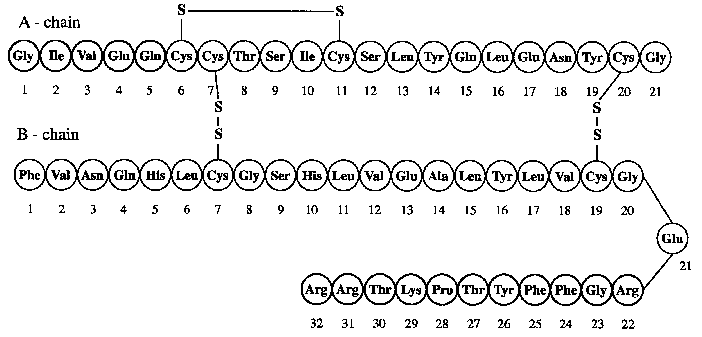 S S
A - chain
Gly Ile Val Glu Gln Cys Cys Thr Ser Ile Cys Ser Leu Tyr Gln Leu Glu Asn Tyr Cys Gly
1 2 3 4 5 6 7 8 9 10 11 12 13 14 15 16 17 18 19 20 21
S S
B - chain
S S
Phe Val Asn Gln His Leu Cys Gly Ser His Leu Val Glu Ala Leu Tyr Leu Val Cys Gly
1 2 3 4 5 6 7 8 9 10 11 12 13 14 15 16 17 18 19 20
Glu
21
Arg Arg Thr Lys Pro Thr Tyr Phe Phe Gly Arg
32 31 30 29 28 27 26 25 24 23 22